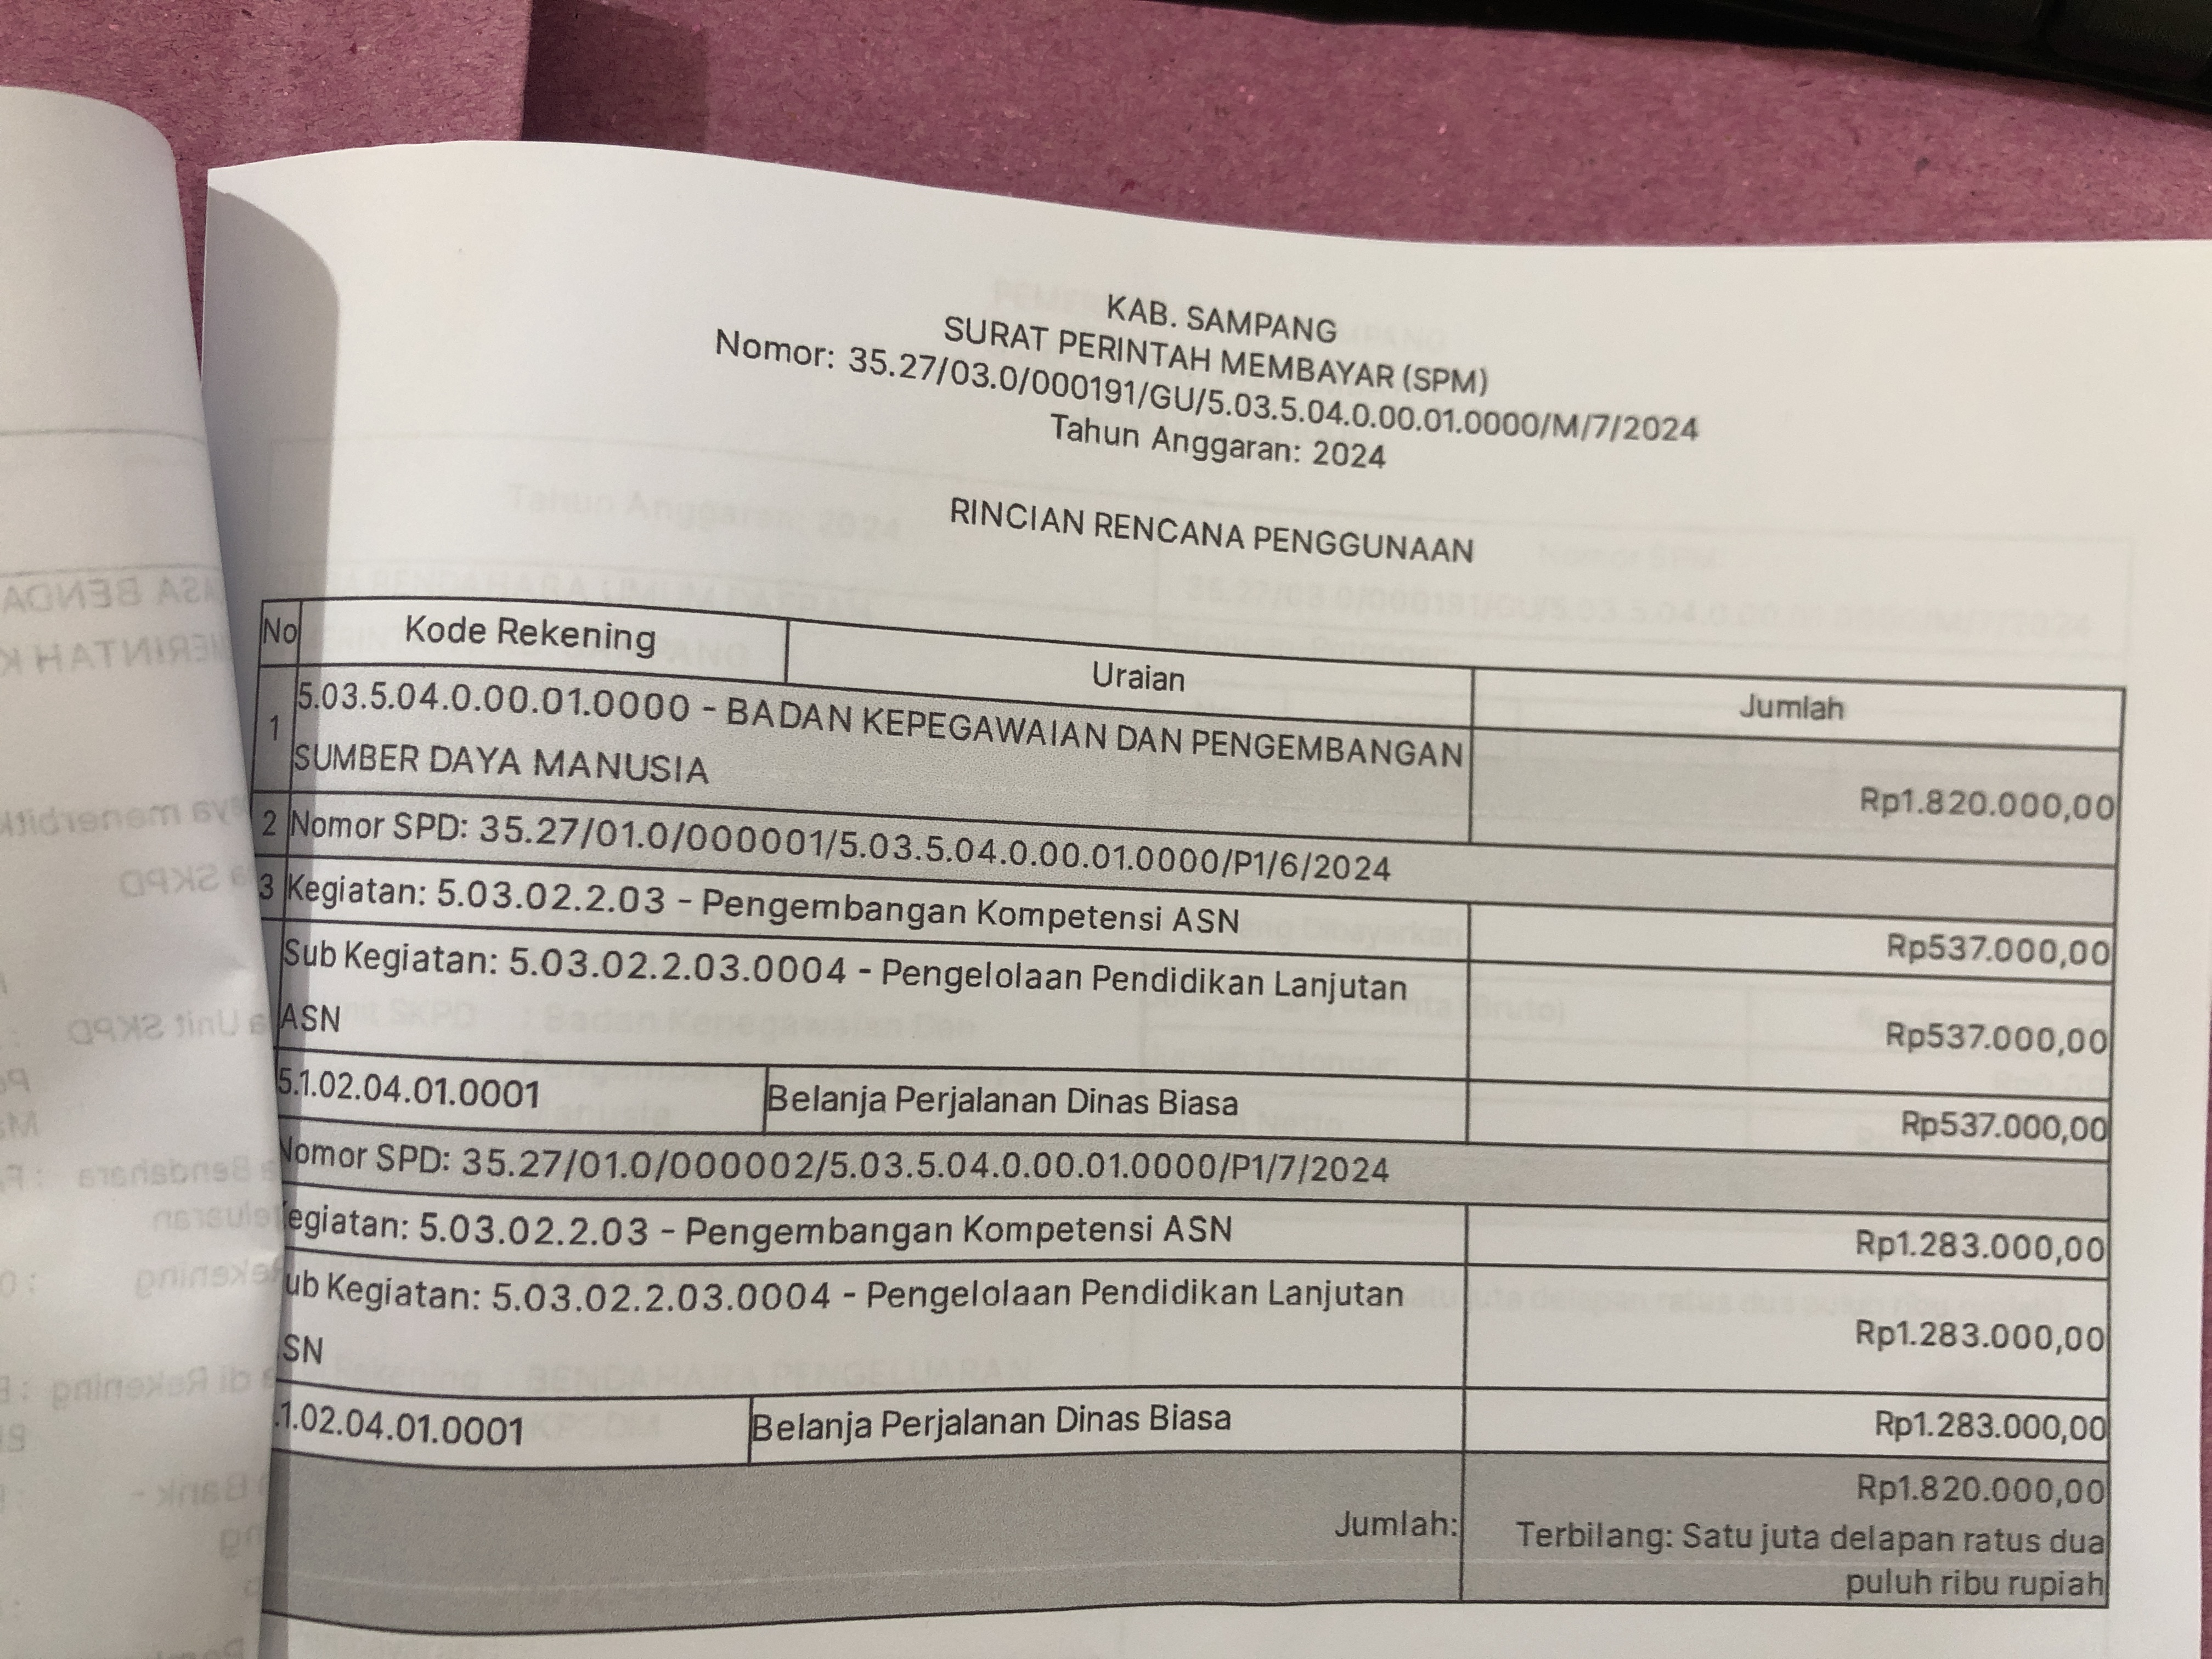 KAB. SAMPANG
SURAT PERINTAH MEMBAYAR (SPM)
Nomor: 35.27/03.0/000191/GU/5.03.5.04.0.00.01.0000/M/7/2024
Tahun Anggaran: 2024
RINCIAN RENCANA PENGGUNAAN
No Kode Rekening Uraian Jumlah
1 5.03.5.04.0.00.01.0000 - BADAN KEPEGAWAIAN DAN PENGEMBANGAN
SUMBER DAYA MANUSIA Rp1.820.000,00
2 Nomor SPD: 35.27/01.0/000001/5.03.5.04.0.00.01.0000/P1/6/2024
3 Kegiatan: 5.03.02.2.03 - Pengembangan Kompetensi ASN Rp537.000,00
Sub Kegiatan: 5.03.02.2.03.0004 - Pengelolaan Pendidikan Lanjutan
ASN Rp537.000,00
5.1.02.04.01.0001 Belanja Perjalanan Dinas Biasa Rp537.000,00
Nomor SPD: 35.27/01.0/000002/5.03.5.04.0.00.01.0000/P1/7/2024
egiatan: 5.03.02.2.03 - Pengembangan Kompetensi ASN Rp1.283.000,00
ub Kegiatan: 5.03.02.2.03.0004 - Pengelolaan Pendidikan Lanjutan
SN Rp1.283.000,00
.1.02.04.01.0001 Belanja Perjalanan Dinas Biasa Rp1.283.000,00
Jumlah: Rp1.820.000,00
Terbilang: Satu juta delapan ratus dua
puluh ribu rupiah